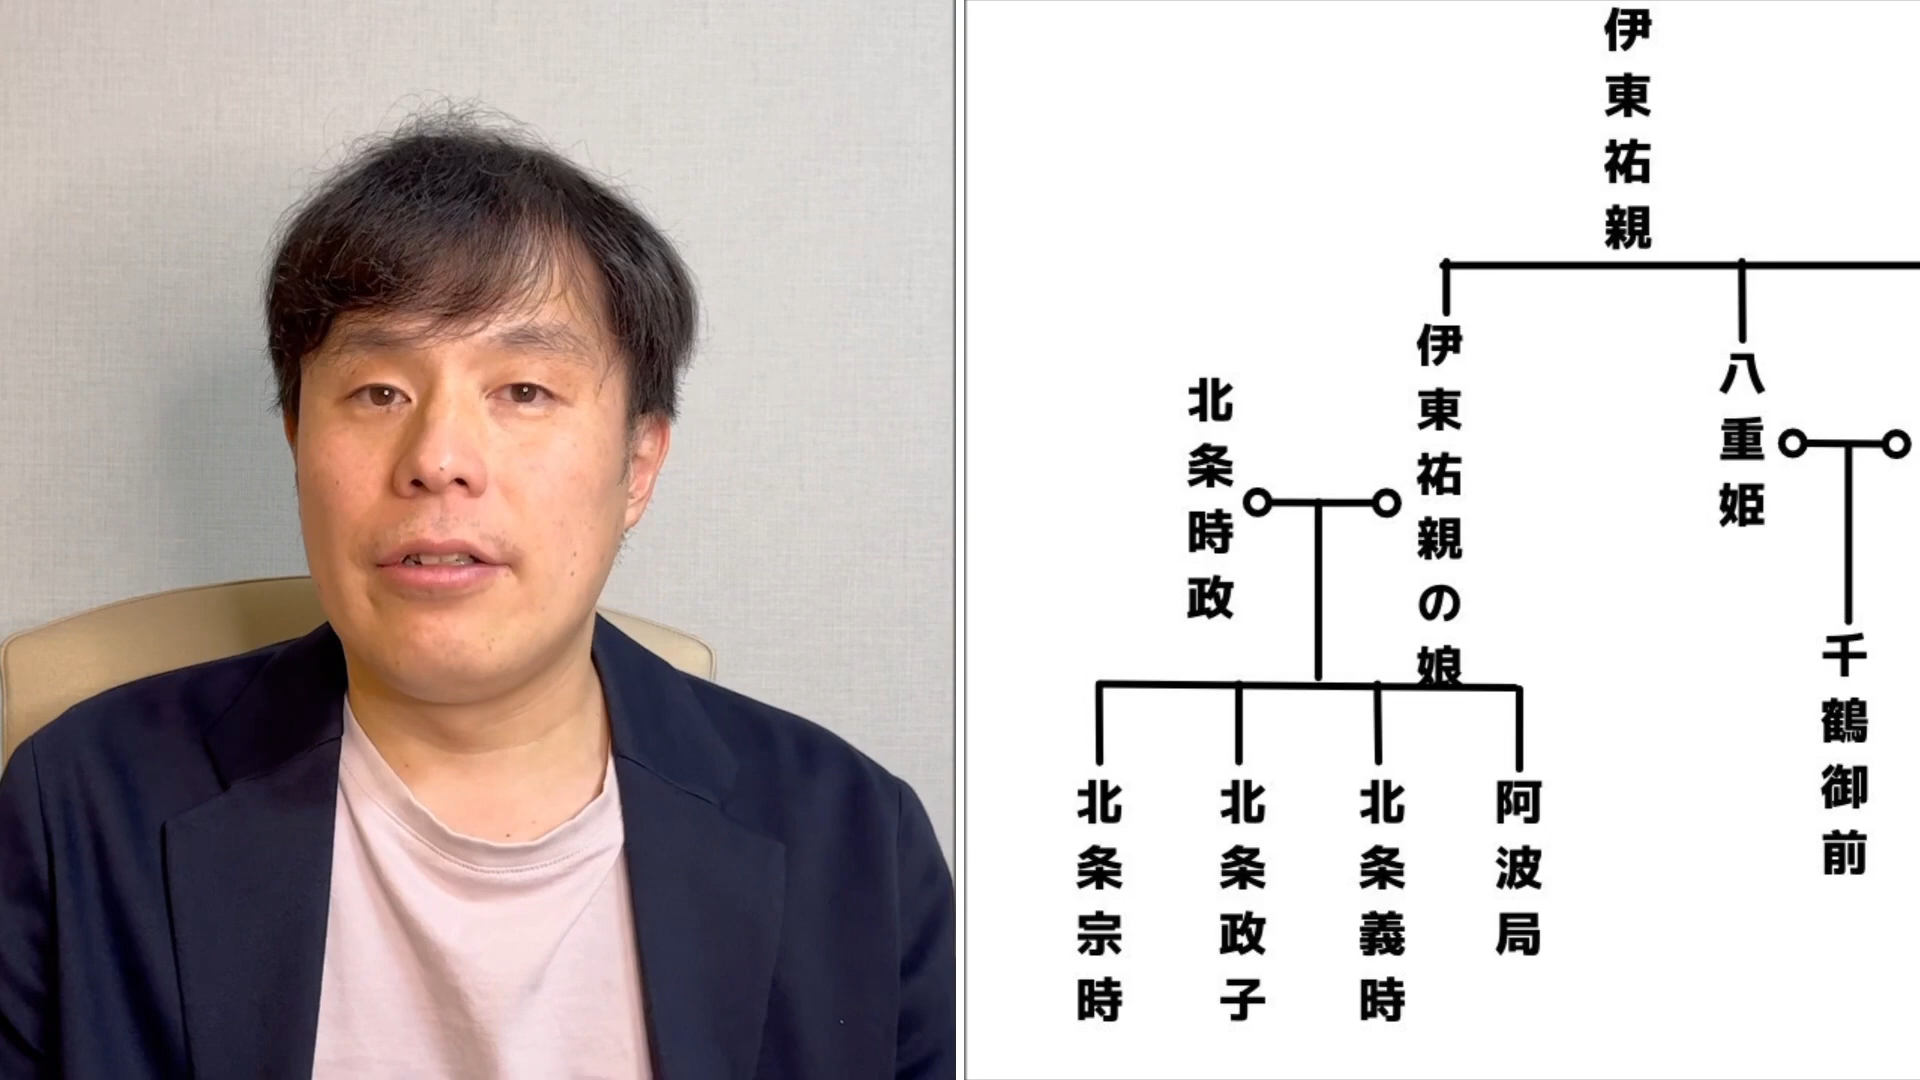 伊東祐親
北条時政
伊東祐親の娘
八重姫
千鶴御前
北条宗時
北条政子
北条義時
阿波局